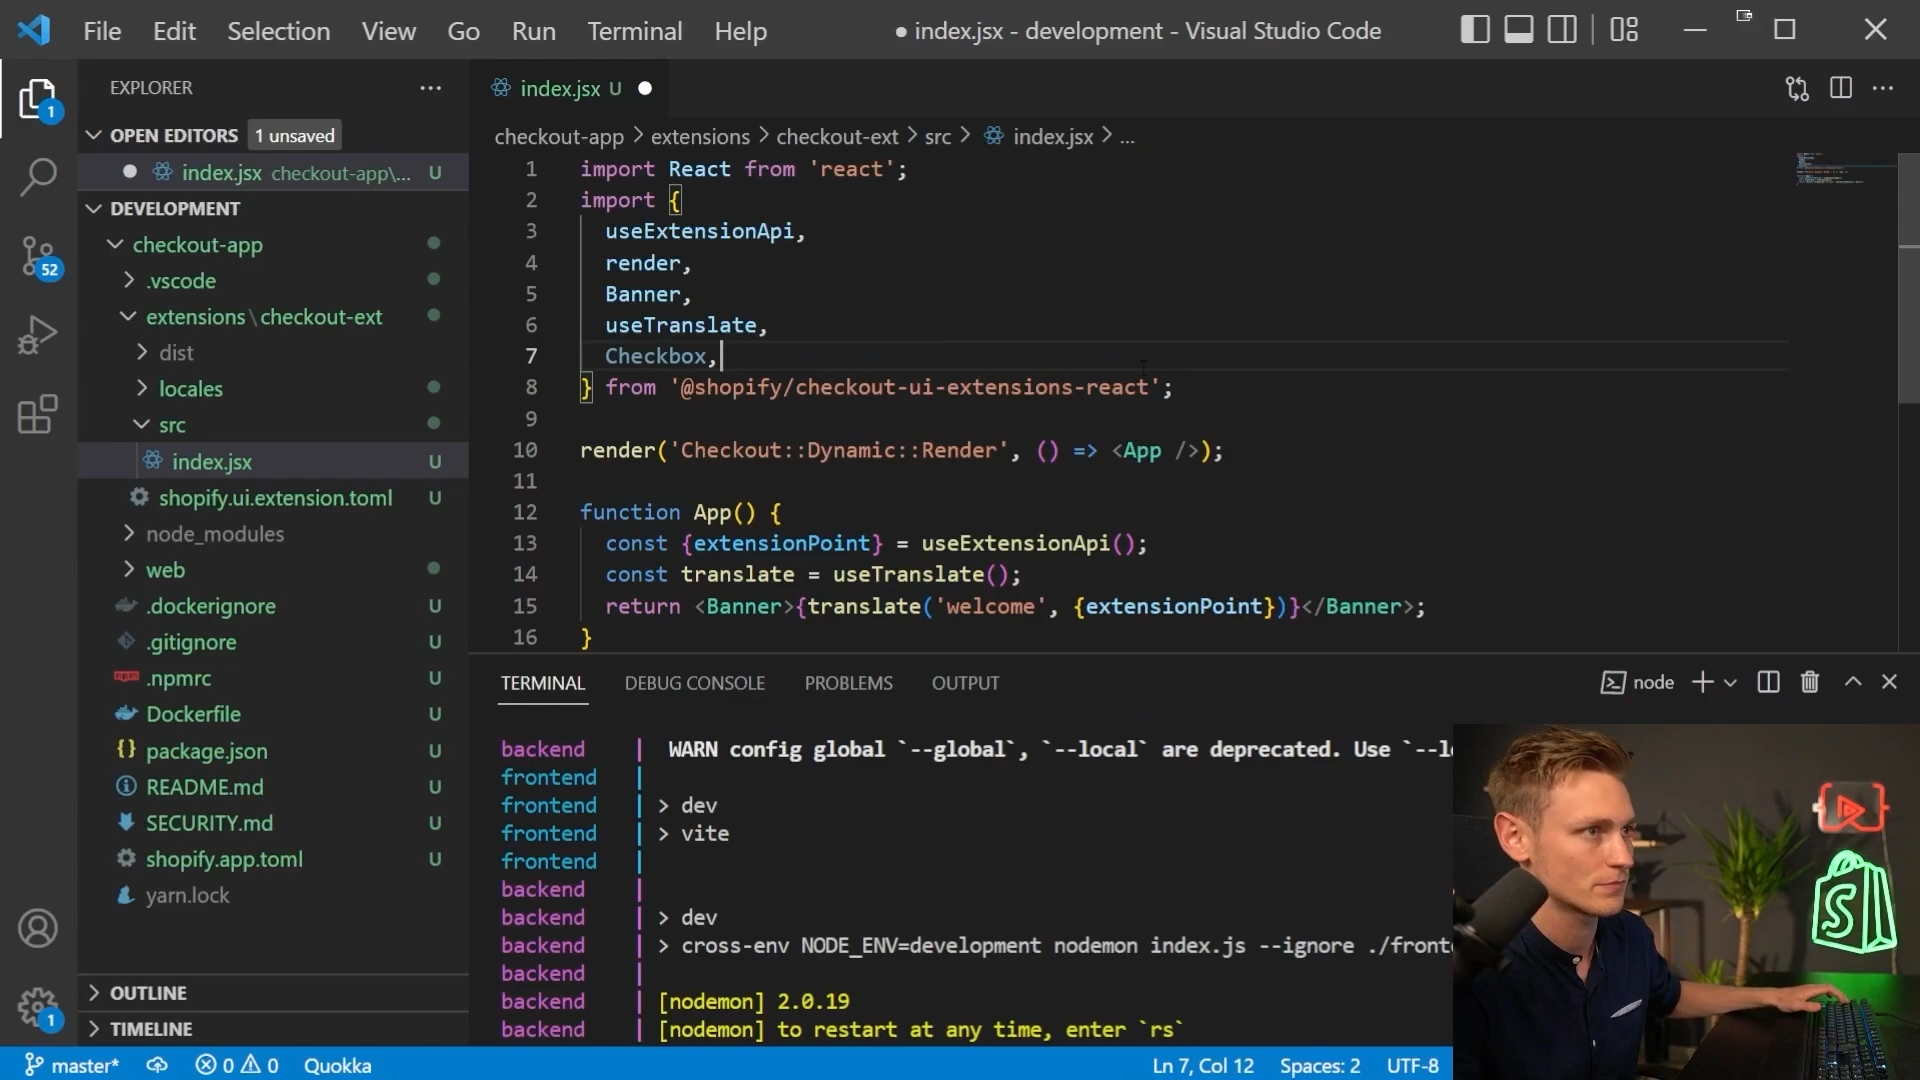 File Edit Selection View Go Run Terminal Help
● index.jsx - development - Visual Studio Code
1
52
1
EXPLORER
OPEN EDITORS 1 unsaved
index.jsx checkout-app\... U
DEVELOPMENT
checkout-app
.vscode
extensions\checkout-ext
dist
locales
src
index.jsx U
shopify.ui.extension.toml U
node_modules
web
.dockerignore U
.gitignore U
.npmrc U
Dockerfile U
package.json U
README.md U
SECURITY.md U
shopify.app.toml U
yarn.lock
OUTLINE
TIMELINE
index.jsx U
checkout-app > extensions > checkout-ext > src > index.jsx > ...
1 import React from 'react';
2 import {
3 useExtensionApi,
4 render,
5 Banner,
6 useTranslate,
7 Checkbox,
8 } from '@shopify/checkout-ui-extensions-react';
9
10 render('Checkout::Dynamic::Render', () => <App />);
11
12 function App() {
13 const {extensionPoint} = useExtensionApi();
14 const translate = useTranslate();
15 return <Banner>{translate('welcome', {extensionPoint})}</Banner>;
16 }
TERMINAL DEBUG CONSOLE PROBLEMS OUTPUT
node
backend | WARN config global `--global`, `--local` are deprecated. Use `--lo
frontend |
frontend | > dev
frontend | > vite
frontend |
backend |
backend | > dev
backend | > cross-env NODE_ENV=development nodemon index.js --ignore ./fronte
backend |
backend | [nodemon] 2.0.19
backend | [nodemon] to restart at any time, enter `rs`
S
master* 0 0 Quokka
Ln 7, Col 12 Spaces: 2 UTF-8